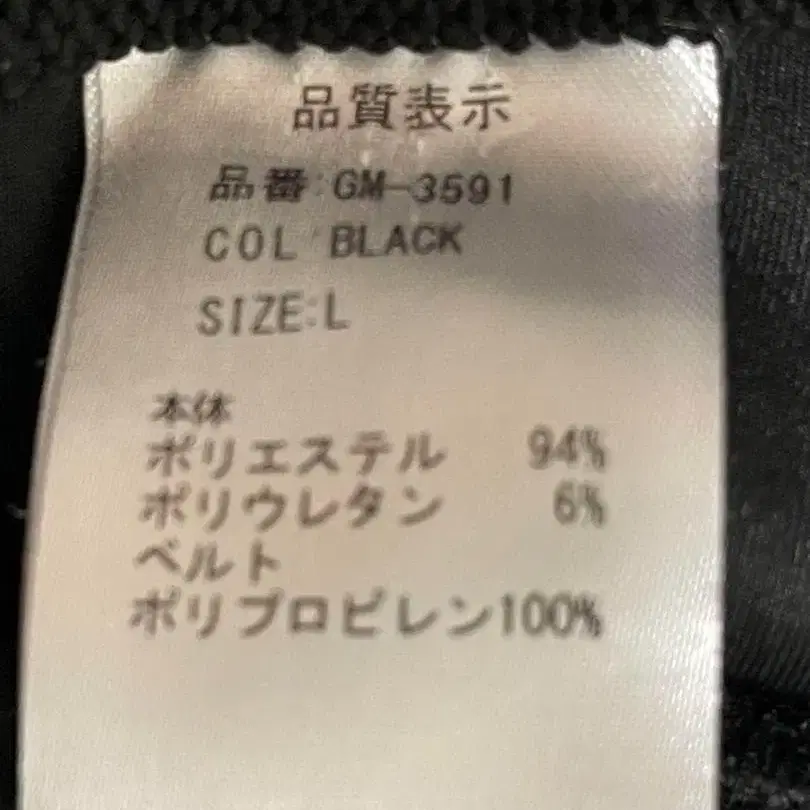 品質表示
品番:GM-3591
COL:BLACK
SIZE:L
本体
ポリエステル 94%
ポリウレタン 6%
ベルト
ポリプロピレン100%